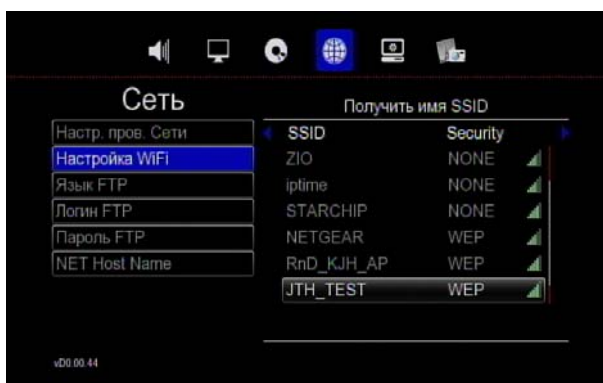 Сеть
Настр. пров. Сети
Настройка WiFi
Язык FTP
Логин FTP
Пароль FTP
NET Host Name
Получить имя SSID
SSID Security
ZIO NONE
iptime NONE
STARCHIP NONE
NETGEAR WEP
RnD_KJH_AP WEP
JTH_TEST WEP
vD0.00.44